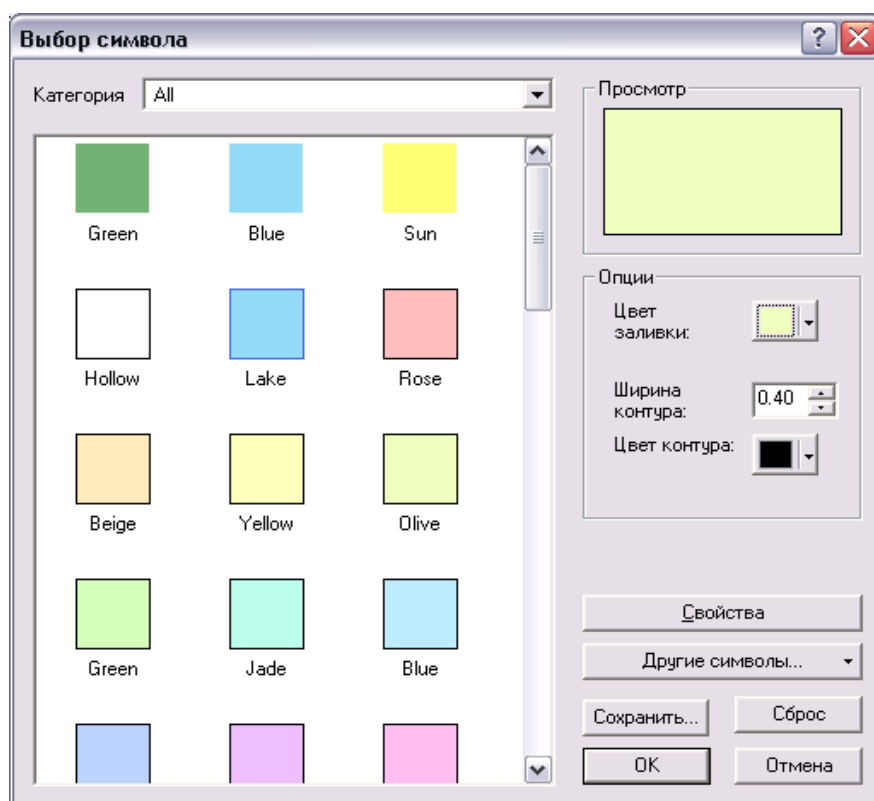 Выбор символа
Категория All
Green Blue Sun
Hollow Lake Rose
Beige Yellow Olive
Green Jade Blue
Просмотр
Опции
Цвет
заливки:
Ширина
контура:
0.40
Цвет контура:
Свойства
Другие символы...
Сохранить... Сброс
OK Отмена